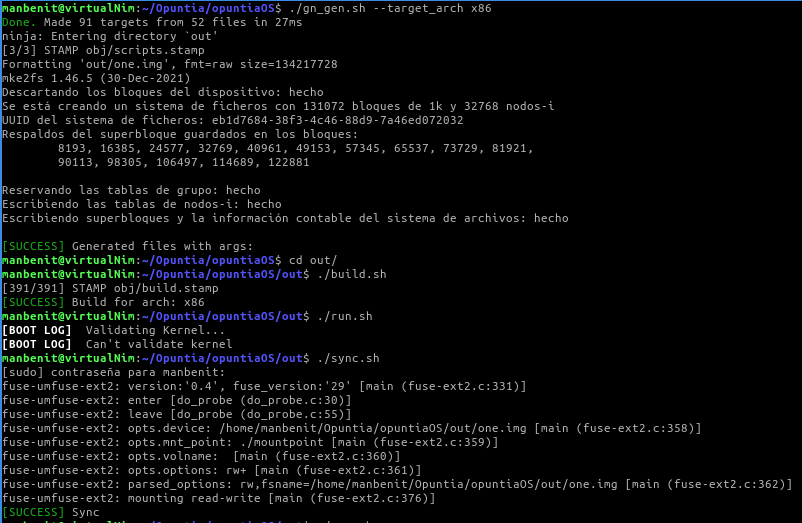 manbenit@virtualNim:~/Opuntia/opuntiaOS$ ./gn_gen.sh --target_arch x86
Done. Made 91 targets from 52 files in 27ms
ninja: Entering directory `out'
[3/3] STAMP obj/scripts.stamp
Formatting 'out/one.img', fmt=raw size=134217728
mke2fs 1.46.5 (30-Dec-2021)
Descartando los bloques del dispositivo: hecho
Se está creando un sistema de ficheros con 131072 bloques de 1k y 32768 nodos-i
UUID del sistema de ficheros: eb1d7684-38f3-4c46-88d9-7a46ed072032
Respaldos del superbloque guardados en los bloques:
8193, 16385, 24577, 32769, 40961, 49153, 57345, 65537, 73729, 81921,
90113, 98305, 106497, 114689, 122881
Reservando las tablas de grupo: hecho
Escribiendo las tablas de nodos-i: hecho
Escribiendo superbloques y la información contable del sistema de archivos: hecho
[SUCCESS] Generated files with args:
manbenit@virtualNim:~/Opuntia/opuntiaOS$ cd out/
manbenit@virtualNim:~/Opuntia/opuntiaOS/out$ ./build.sh
[391/391] STAMP obj/build.stamp
[SUCCESS] Build for arch: x86
manbenit@virtualNim:~/Opuntia/opuntiaOS/out$ ./run.sh
[BOOT LOG] Validating Kernel...
[BOOT LOG] Can't validate kernel
manbenit@virtualNim:~/Opuntia/opuntiaOS/out$ ./sync.sh
[sudo] contraseña para manbenit:
fuse-umfuse-ext2: version:'0.4', fuse_version:'29' [main (fuse-ext2.c:331)]
fuse-umfuse-ext2: enter [do_probe (do_probe.c:30)]
fuse-umfuse-ext2: leave [do_probe (do_probe.c:55)]
fuse-umfuse-ext2: opts.device: /home/manbenit/Opuntia/opuntiaOS/out/one.img [main (fuse-ext2.c:358)]
fuse-umfuse-ext2: opts.mnt_point: ./mountpoint [main (fuse-ext2.c:359)]
fuse-umfuse-ext2: opts.volname:  [main (fuse-ext2.c:360)]
fuse-umfuse-ext2: opts.options: rw+ [main (fuse-ext2.c:361)]
fuse-umfuse-ext2: parsed_options: rw,fsname=/home/manbenit/Opuntia/opuntiaOS/out/one.img [main (fuse-ext2.c:362)]
fuse-umfuse-ext2: mounting read-write [main (fuse-ext2.c:376)]
[SUCCESS] Sync